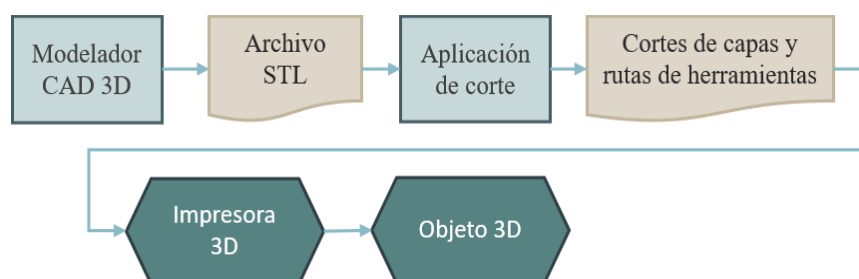 Modelador
CAD 3D
Archivo
STL
Aplicación
de corte
Cortes de capas y
rutas de herramientas
Impresora
3D
Objeto 3D